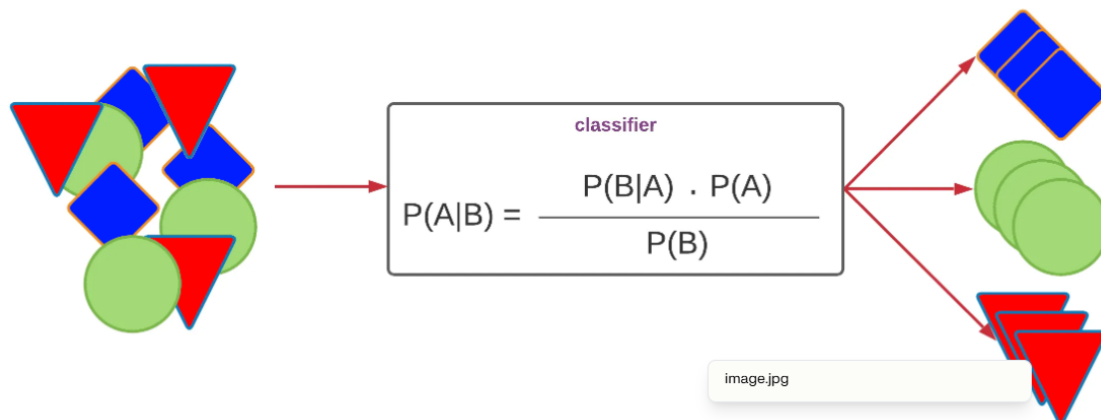 classifier
P(B|A) . P(A)
P(A|B) =
P(B)
image.jpg